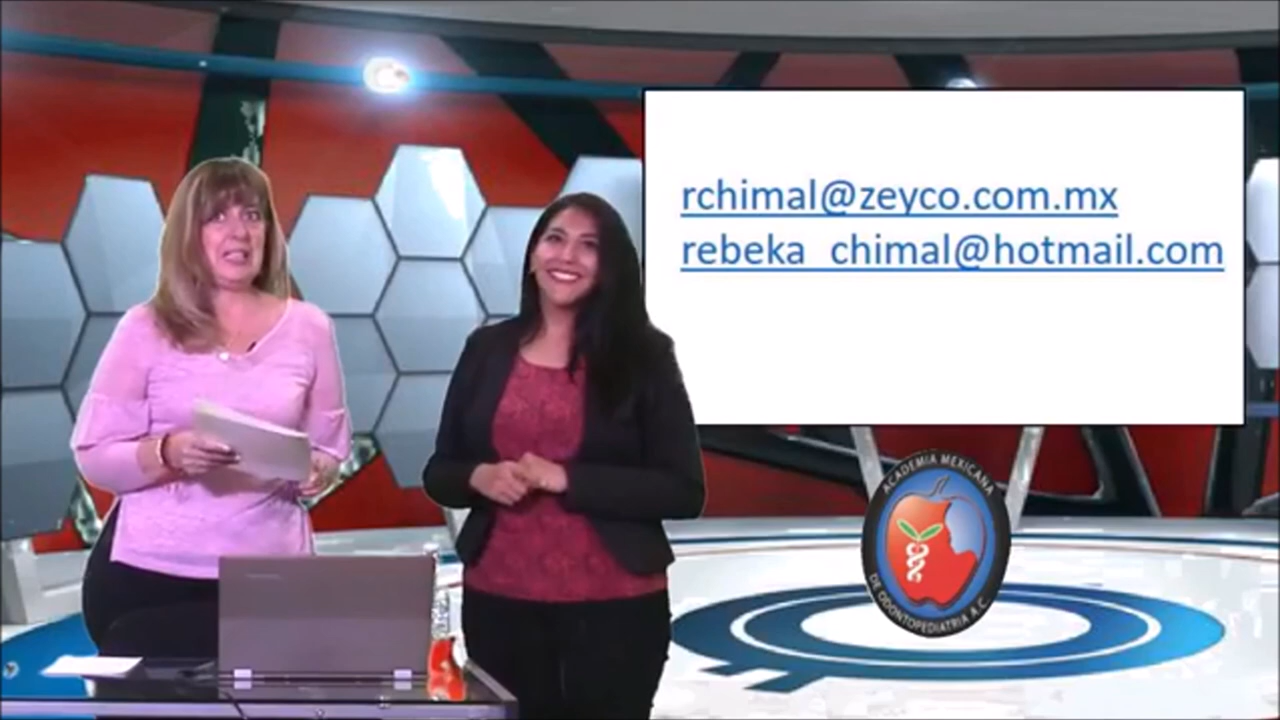 rchimal@zeyco.com.mx
rebeka_chimal@hotmail.com
ACADEMIA MEXICANA
DE ODONTOPEDIATRIA A.C.